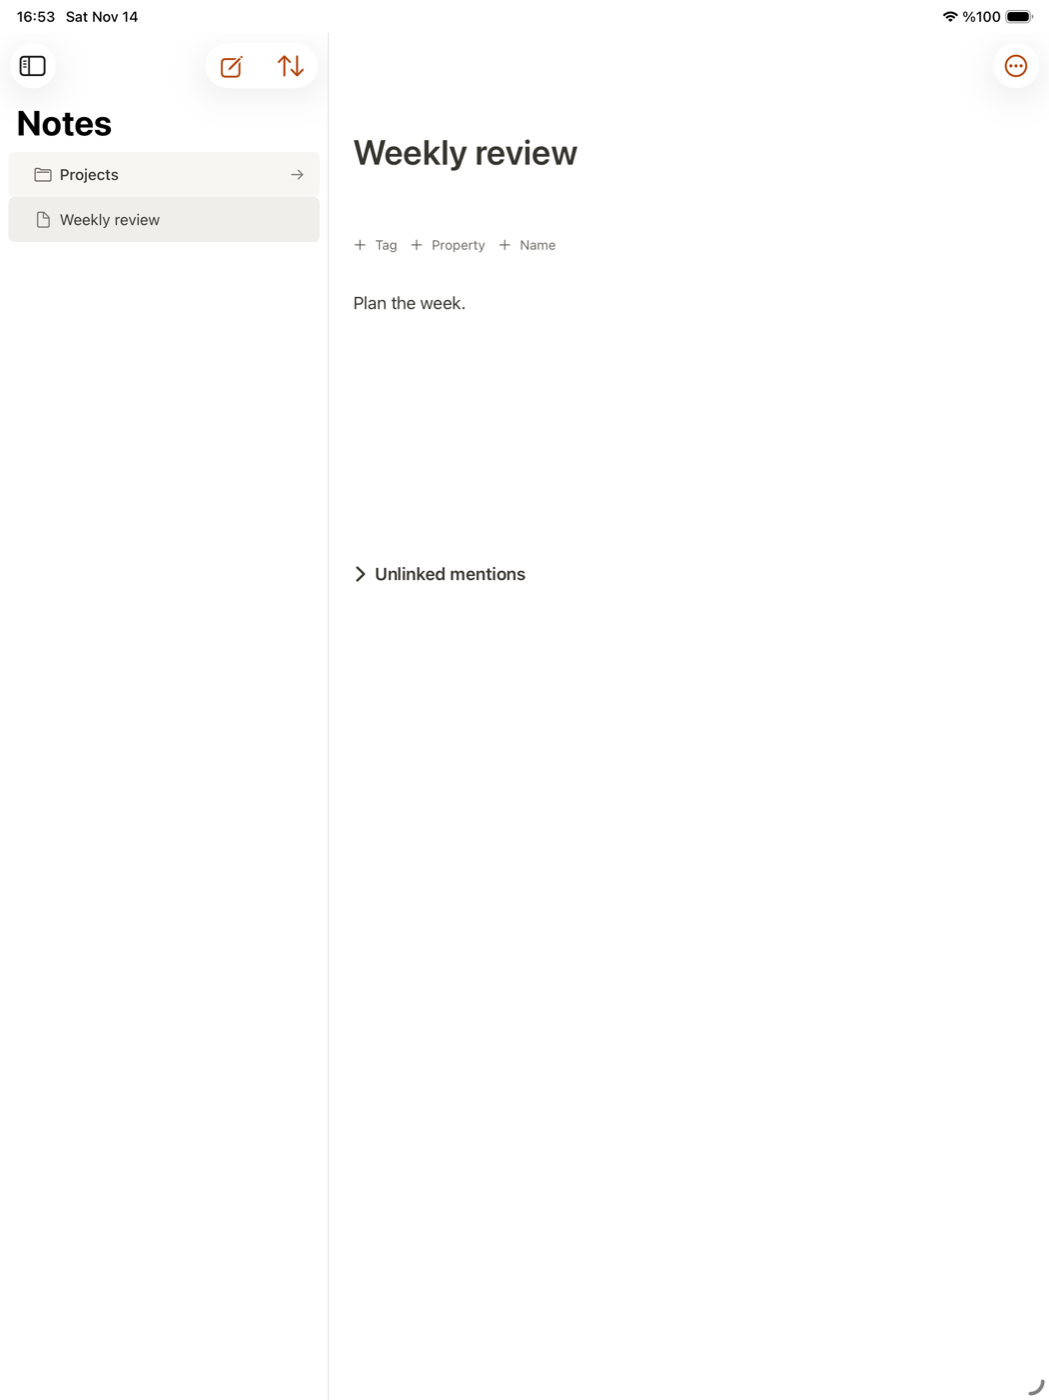 16:53 Sat Nov 14
%100
Notes
Projects
Weekly review
Weekly review
Tag Property Name
Plan the week.
Unlinked mentions